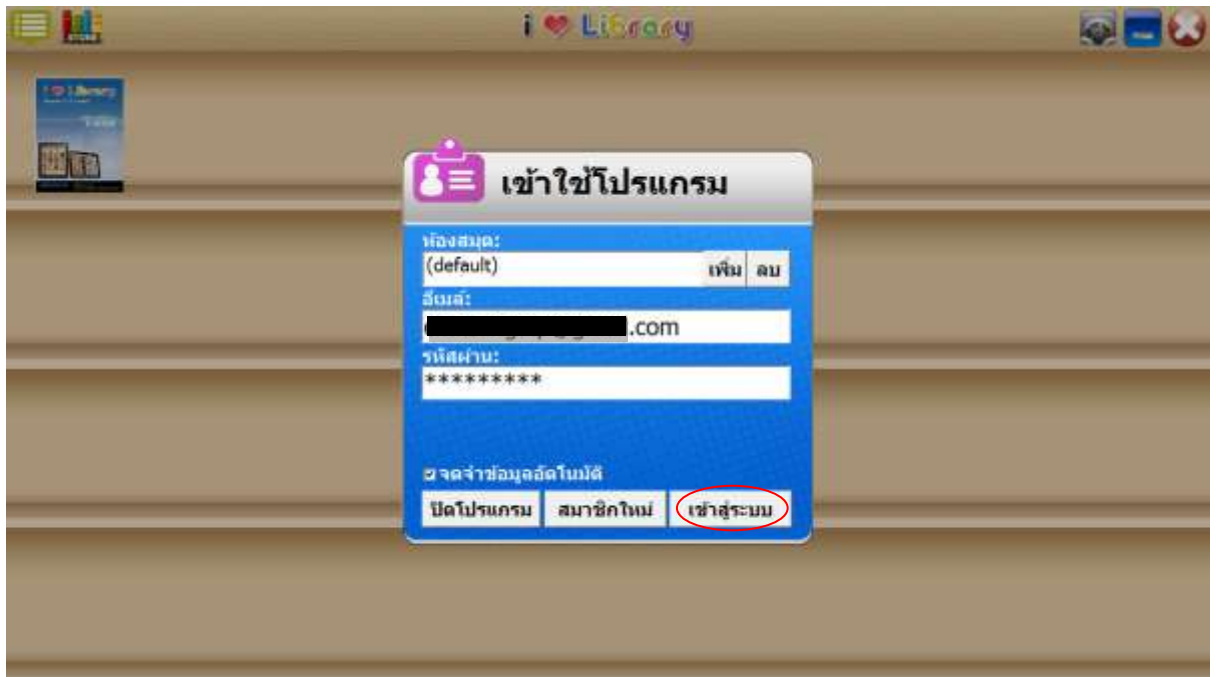 i ❤ Library
STORE
i ❤ Library
เข้าใช้โปรแกรม
ห้องสมุด:
(default) เพิ่ม ลบ
อีเมล์:
.com
รหัสผ่าน:
*********
จดจำข้อมูลอัตโนมัติ
ปิดโปรแกรม สมาชิกใหม่ เข้าสู่ระบบ